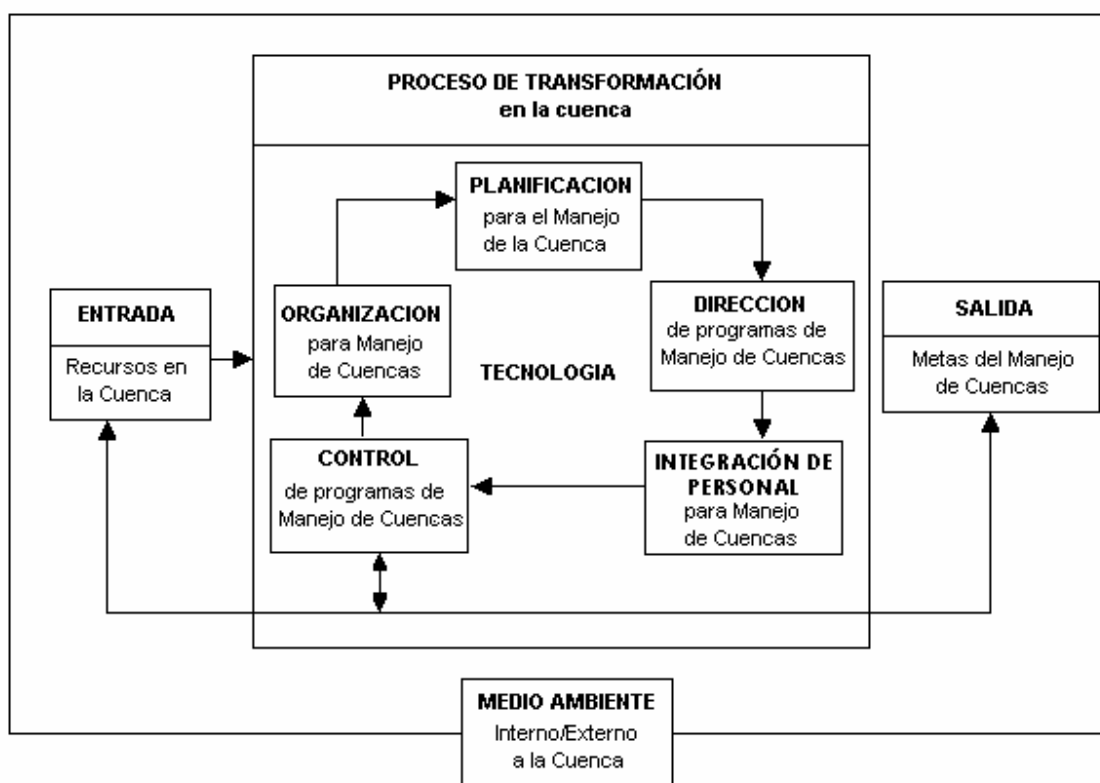 PROCESO DE TRANSFORMACIÓN
en la cuenca
PLANIFICACION
para el Manejo
de la Cuenca
ENTRADA
Recursos en
la Cuenca
ORGANIZACION
para Manejo
de Cuencas
TECNOLOGIA
DIRECCION
de programas de
Manejo de Cuencas
SALIDA
Metas del Manejo
de Cuencas
CONTROL
de programas de
Manejo de Cuencas
INTEGRACIÓN DE
PERSONAL
para Manejo
de Cuencas
MEDIO AMBIENTE
Interno/Externo
a la Cuenca